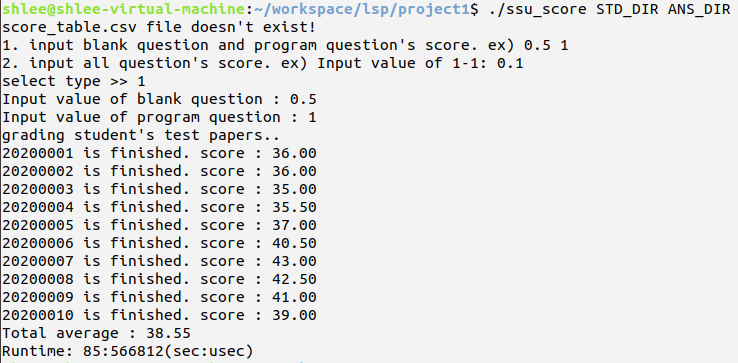 shlee@shlee-virtual-machine:~/workspace/lsp/project1$ ./ssu_score STD_DIR ANS_DIR
score_table.csv file doesn't exist!
1. input blank question and program question's score. ex) 0.5 1
2. input all question's score. ex) Input value of 1-1: 0.1
select type >> 1
Input value of blank question : 0.5
Input value of program question : 1
grading student's test papers..
20200001 is finished. score : 36.00
20200002 is finished. score : 36.00
20200003 is finished. score : 35.00
20200004 is finished. score : 35.50
20200005 is finished. score : 37.00
20200006 is finished. score : 40.50
20200007 is finished. score : 43.00
20200008 is finished. score : 42.50
20200009 is finished. score : 41.00
20200010 is finished. score : 39.00
Total average : 38.55
Runtime: 85:566812(sec:usec)